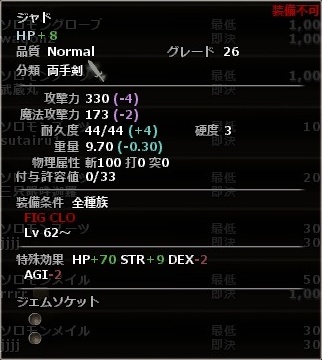 装備不可
ジャド
HP+8
品質 Normal グレード 26
分類 両手剣
攻撃力 330 (-4)
魔法攻撃力 173 (-2)
耐久度 44/44 (+4) 硬度 3
重量 9.70 (-0.30)
物理属性 斬100 打0 突0
付与許容値 0/33
装備条件 全種族
FIG CLO
Lv 62～
特殊効果 HP+70 STR+9 DEX-2
AGI-2
ジェムソケット